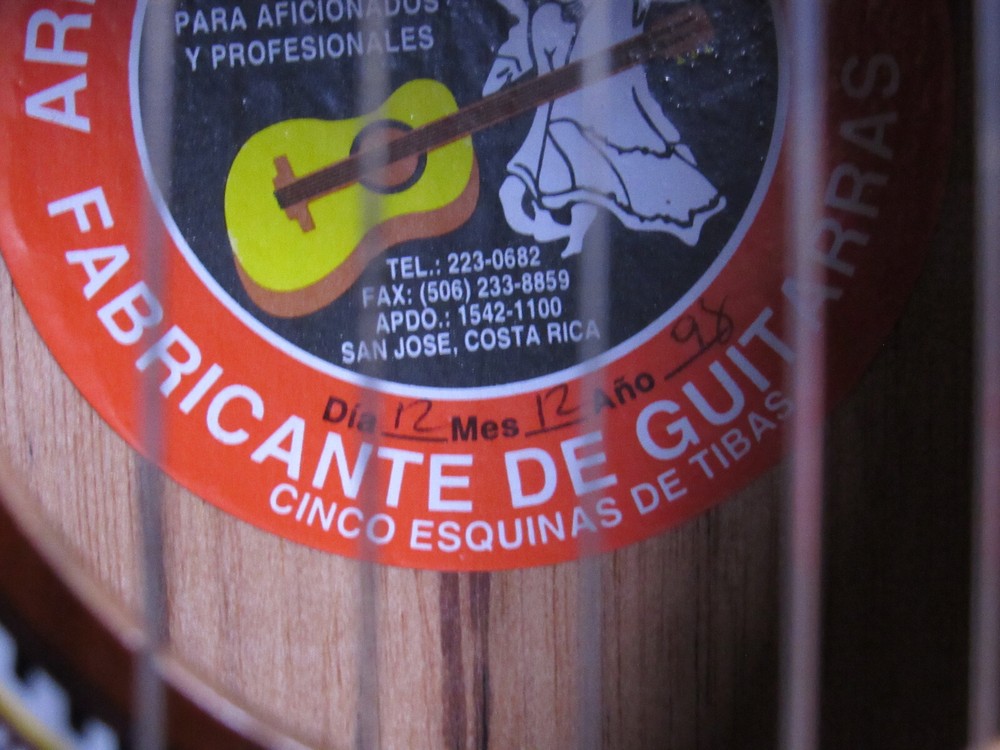 PARA AFICIONADOS
Y PROFESIONALES
TEL.: 223-0682
FAX: (506) 233-8859
APDO.: 1542-1100
SAN JOSE, COSTA RICA
Día 12 Mes 12 Año 98
FABRICANTE DE GUITARRAS
CINCO ESQUINAS DE TIBAS